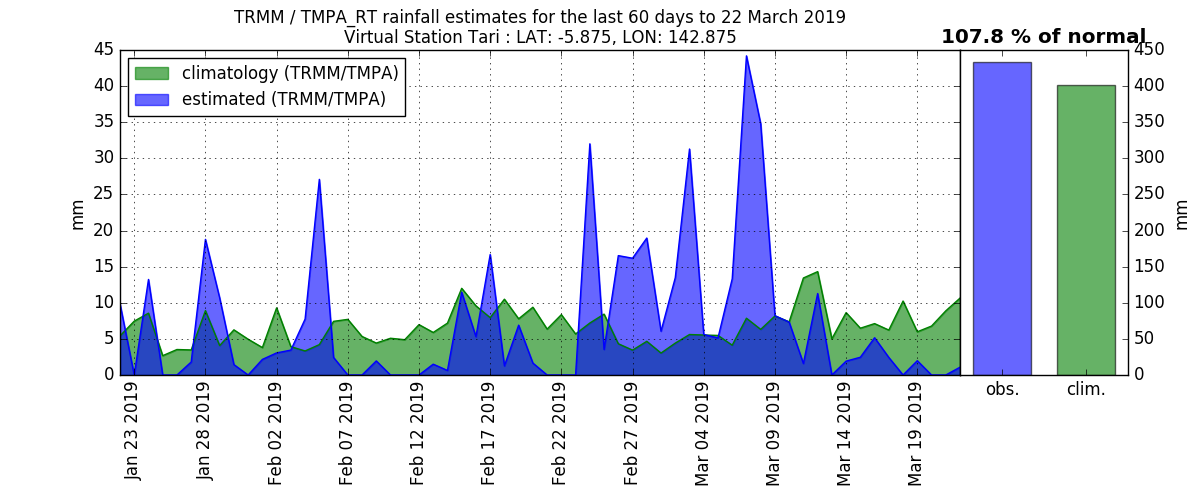 TRMM / TMPA_RT rainfall estimates for the last 60 days to 22 March 2019
Virtual Station Tari : LAT: -5.875, LON: 142.875
107.8 % of normal
climatology (TRMM/TMPA)
estimated (TRMM/TMPA)
45
40
35
30
25
20
15
10
5
0
mm
Jan 23 2019
Jan 28 2019
Feb 02 2019
Feb 07 2019
Feb 12 2019
Feb 17 2019
Feb 22 2019
Feb 27 2019
Mar 04 2019
Mar 09 2019
Mar 14 2019
Mar 19 2019
obs.
clim.
450
400
350
300
250
200
150
100
50
0
mm